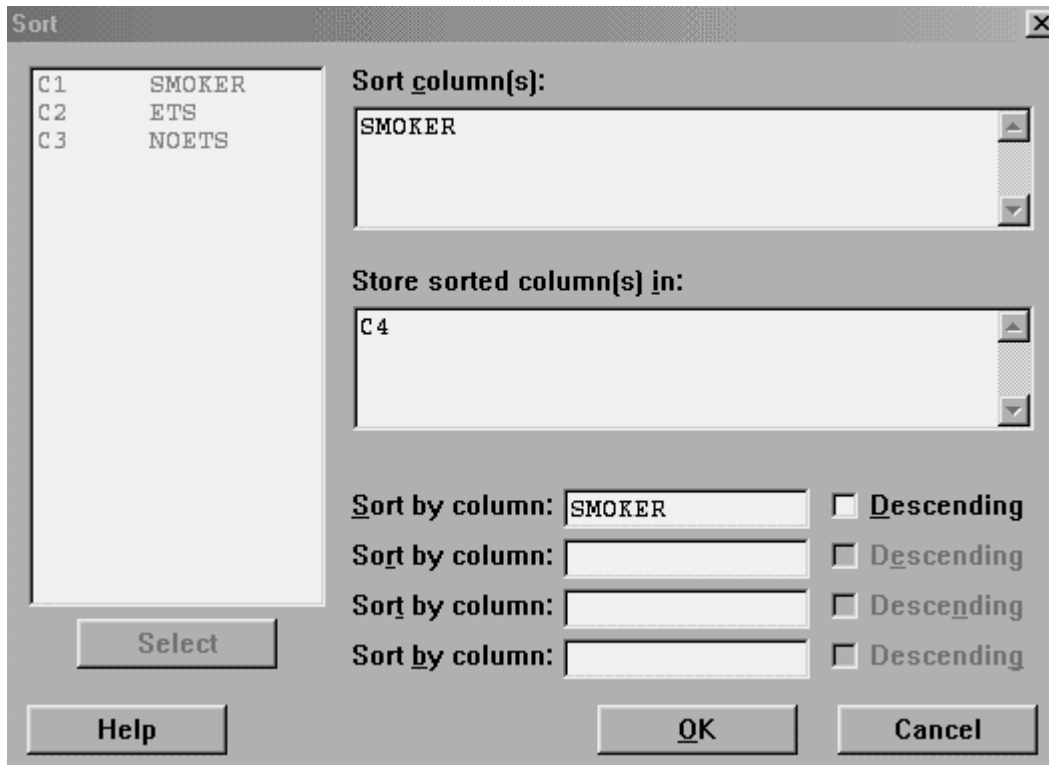 Sort
C1 SMOKER
C2 ETS
C3 NOETS
Select
Sort column(s):
SMOKER
Store sorted column(s) in:
C4
Sort by column: SMOKER Descending
Sort by column: Descending
Sort by column: Descending
Sort by column: Descending
Help OK Cancel